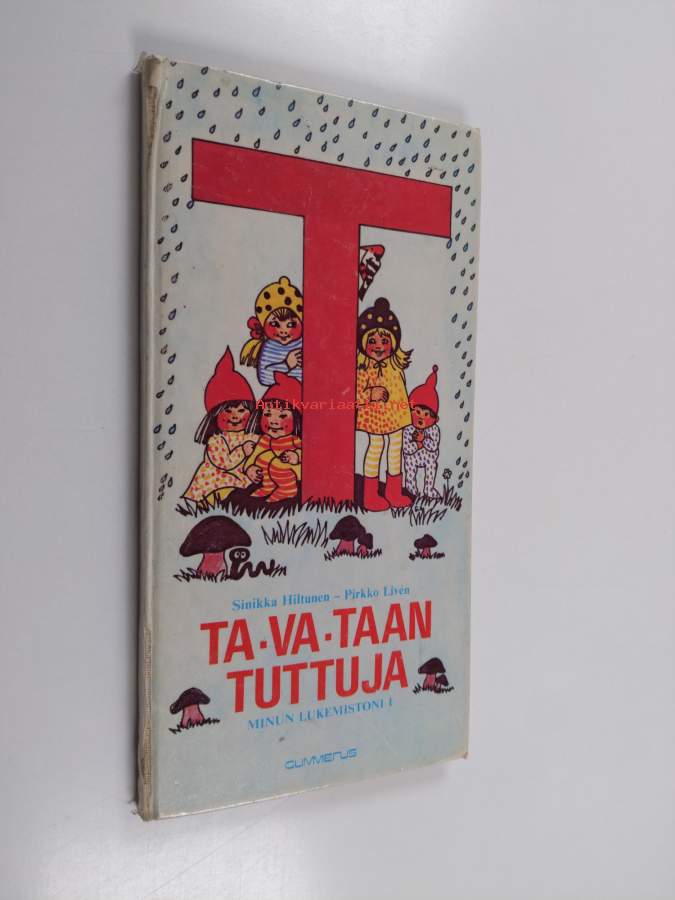 T
Antikvariaatti.net
Sinikka Hiltunen – Pirkko Livén
TA·VA·TAAN
TUTTUJA
MINUN LUKEMISTONI 1
GUMMERUS